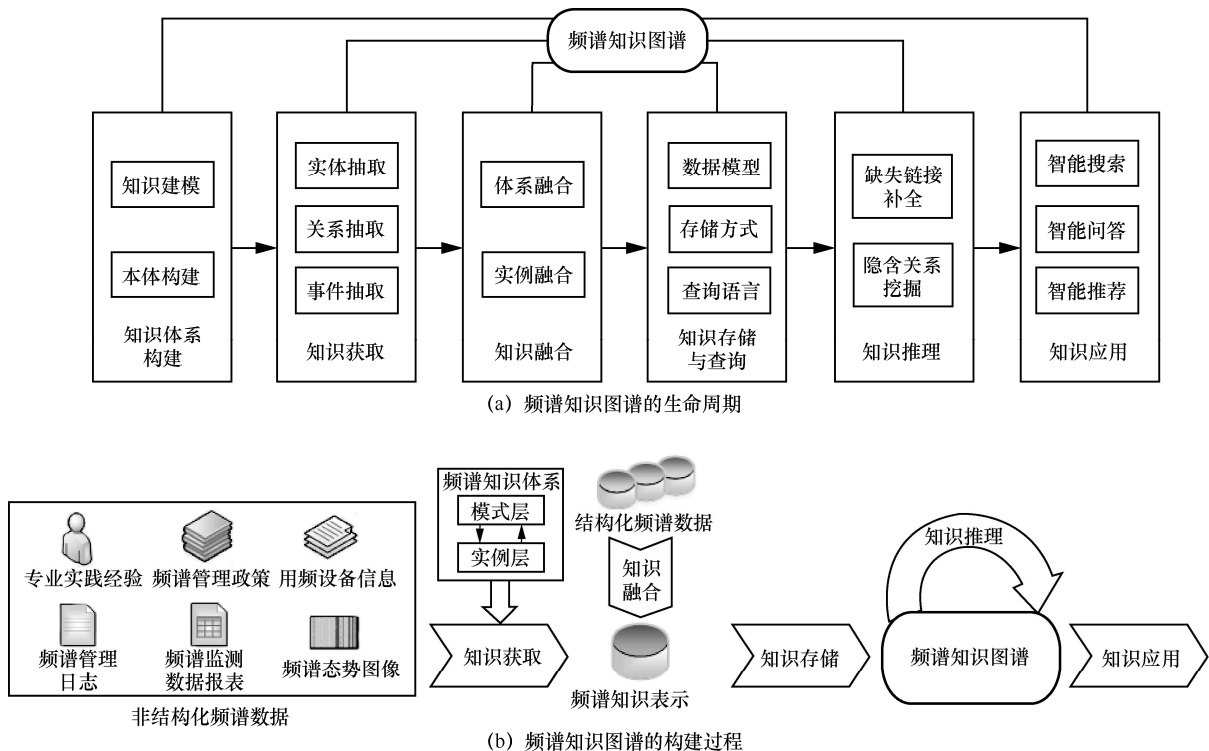 频谱知识图谱
知识建模
本体构建
知识体系
构建
实体抽取
关系抽取
事件抽取
知识获取
体系融合
实例融合
知识融合
数据模型
存储方式
查询语言
知识存储
与查询
缺失链接
补全
隐含关系
挖掘
知识推理
智能搜索
智能问答
智能推荐
知识应用
(a) 频谱知识图谱的生命周期
专业实践经验
频谱管理政策
用频设备信息
频谱管理
日志
频谱监测
数据报表
频谱态势图像
非结构化频谱数据
频谱知识体系
模式层
实例层
知识获取
结构化频谱数据
知识
融合
频谱知识表示
知识存储
知识推理
频谱知识图谱
知识应用
(b) 频谱知识图谱的构建过程